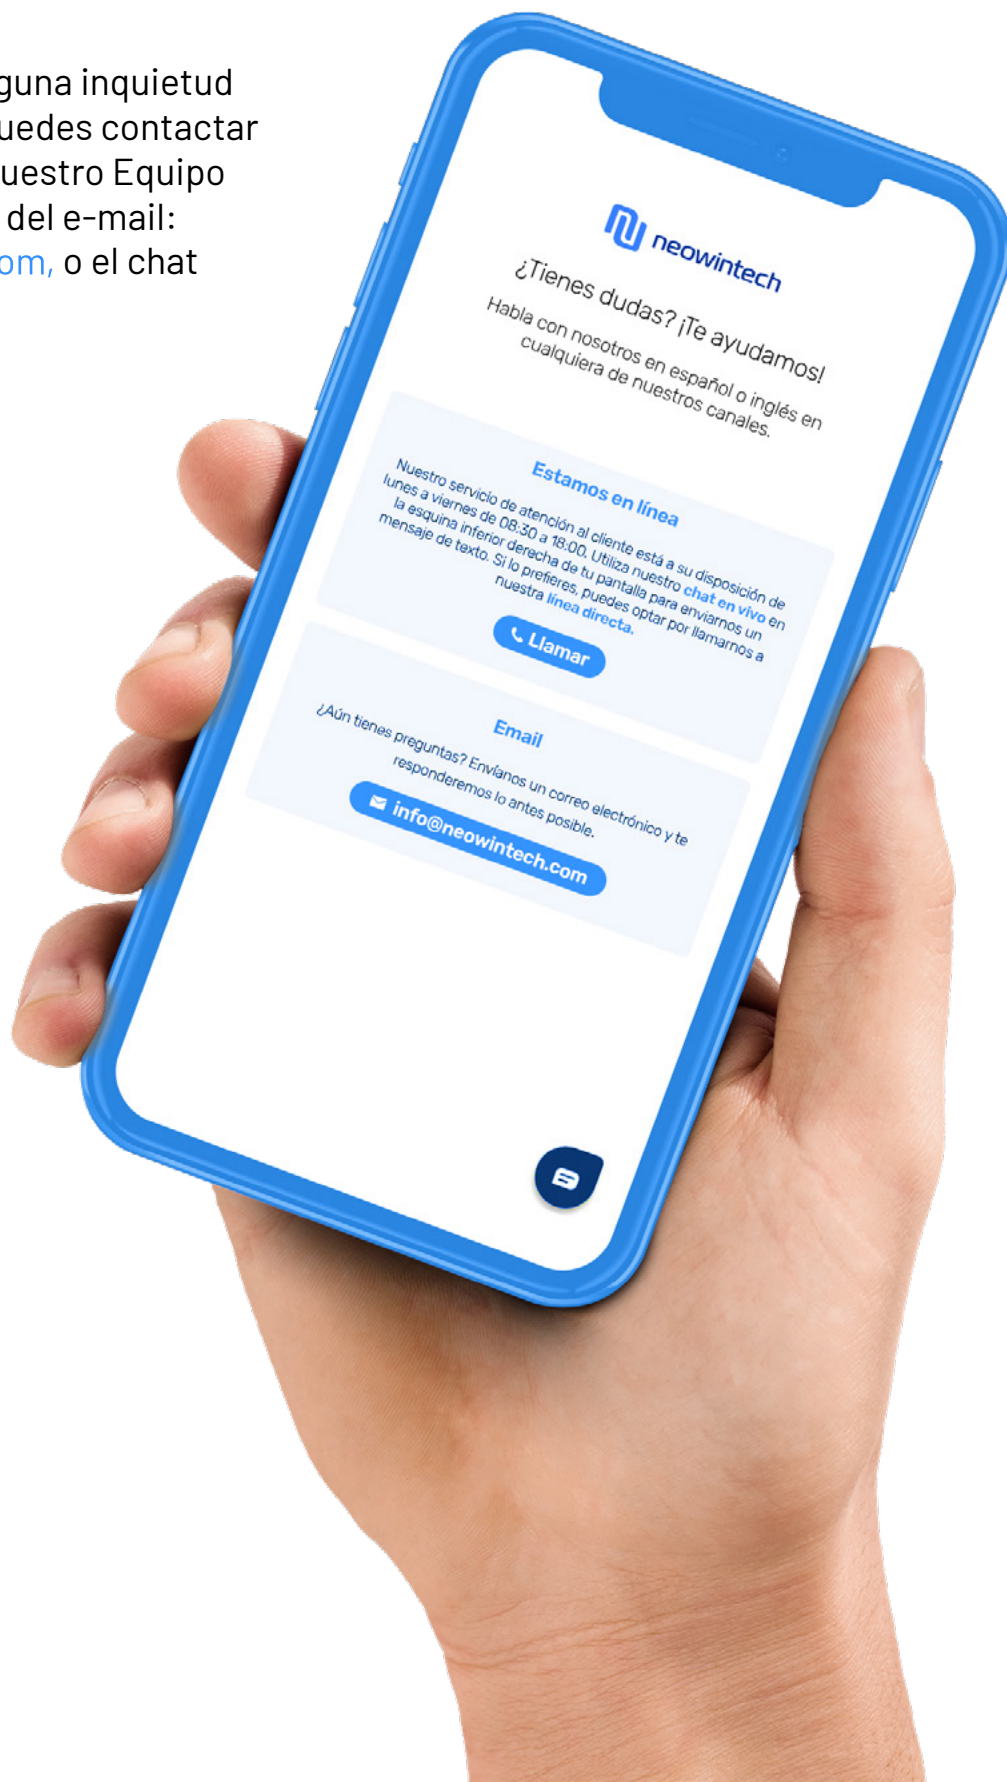 guna inquietud
uedes contactar
uestro Equipo
del e-mail:
om, o el chat
neowintech
¿Tienes dudas? ¡Te ayudamos!
Habla con nosotros en español o inglés en
cualquiera de nuestros canales.
Estamos en línea
Nuestro servicio de atención al cliente está a su disposición de
lunes a viernes de 08:30 a 18:00. Utiliza nuestro chat en vivo en
la esquina inferior derecha de tu pantalla para enviarnos un
mensaje de texto. Si lo prefieres, puedes optar por llamarnos a
nuestra línea directa.
Llamar
Email
¿Aún tienes preguntas? Envíanos un correo electrónico y te
responderemos lo antes posible.
info@neowintech.com